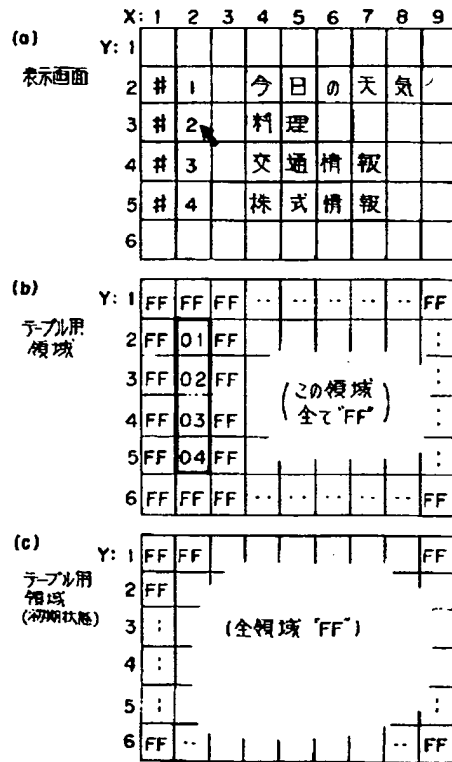 X: 1 2 3 4 5 6 7 8 9
(a)
Y: 1
表示画面
2 # 1 今日の天気
3 # 2 料理
4 # 3 交通情報
5 # 4 株式情報
6
(b)
Y: 1 FF FF FF ‥ ‥ ‥ ‥ ‥ FF
テーブル用
領域
2 FF 01 FF :
3 FF 02 FF (この領域 :
4 FF 03 FF 全て"FF") :
5 FF 04 FF :
6 FF FF FF ‥ ‥ ‥ ‥ ‥ FF
(c)
Y: 1 FF FF FF
テーブル用
領域
(初期状態)
2 FF
3 : (全領域 "FF") :
4 : :
5 : :
6 FF ‥ ‥ FF